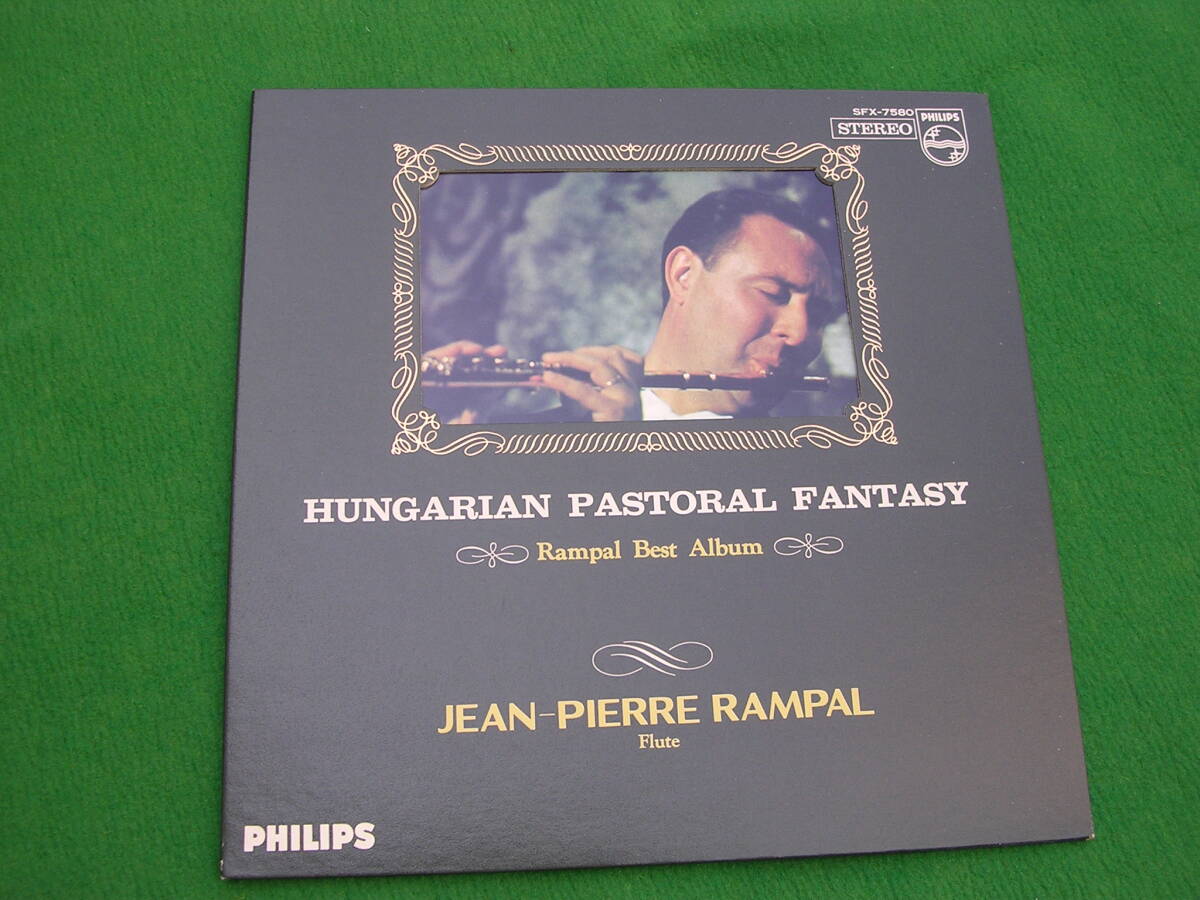 SFX-7580
STEREO
PHILIPS
HUNGARIAN PASTORAL FANTASY
Rampal Best Album
JEAN-PIERRE RAMPAL
Flute
PHILIPS